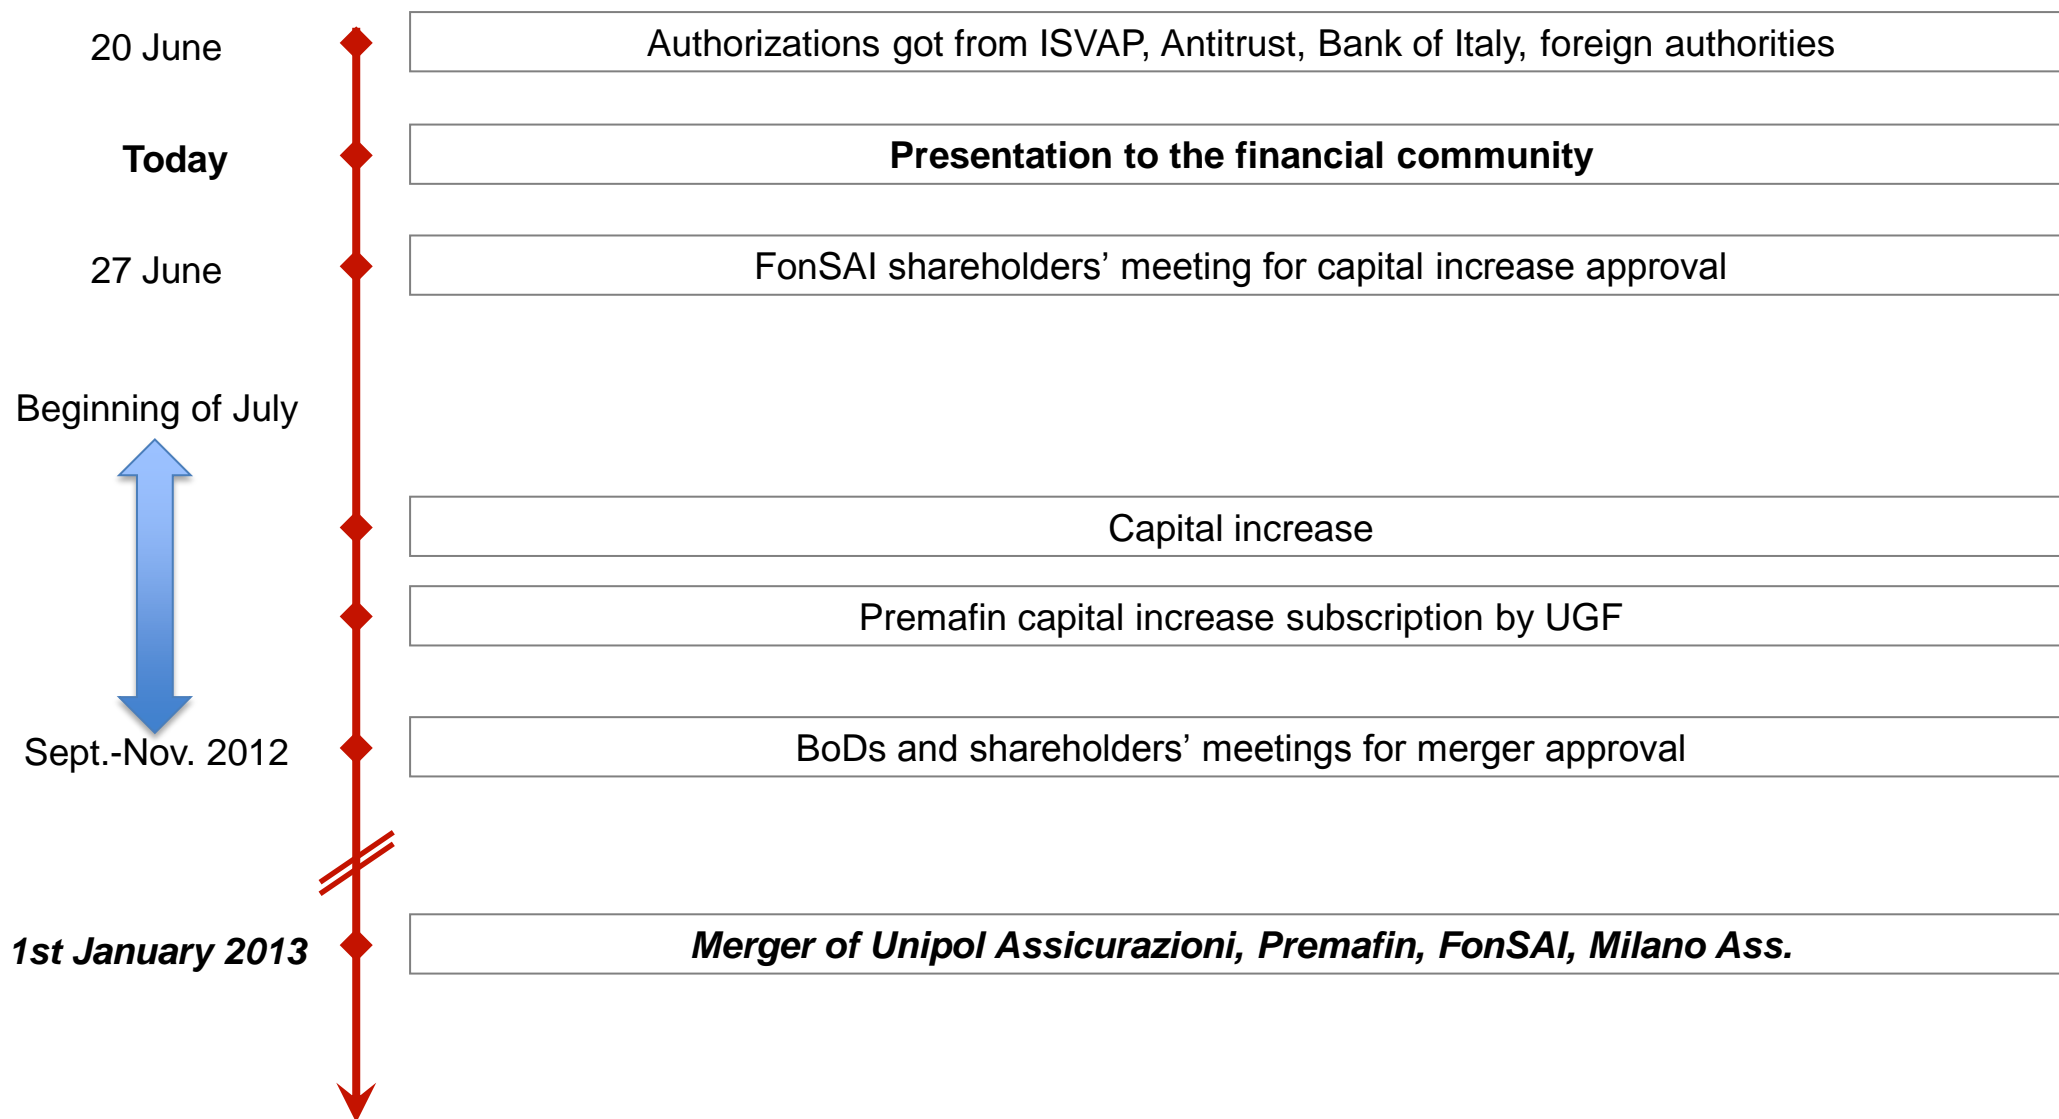 20 June
Authorizations got from ISVAP, Antitrust, Bank of Italy, foreign authorities
Today
Presentation to the financial community
27 June
FonSAI shareholders’ meeting for capital increase approval
Beginning of July
Capital increase
Premafin capital increase subscription by UGF
Sept.-Nov. 2012
BoDs and shareholders’ meetings for merger approval
1st January 2013
Merger of Unipol Assicurazioni, Premafin, FonSAI, Milano Ass.